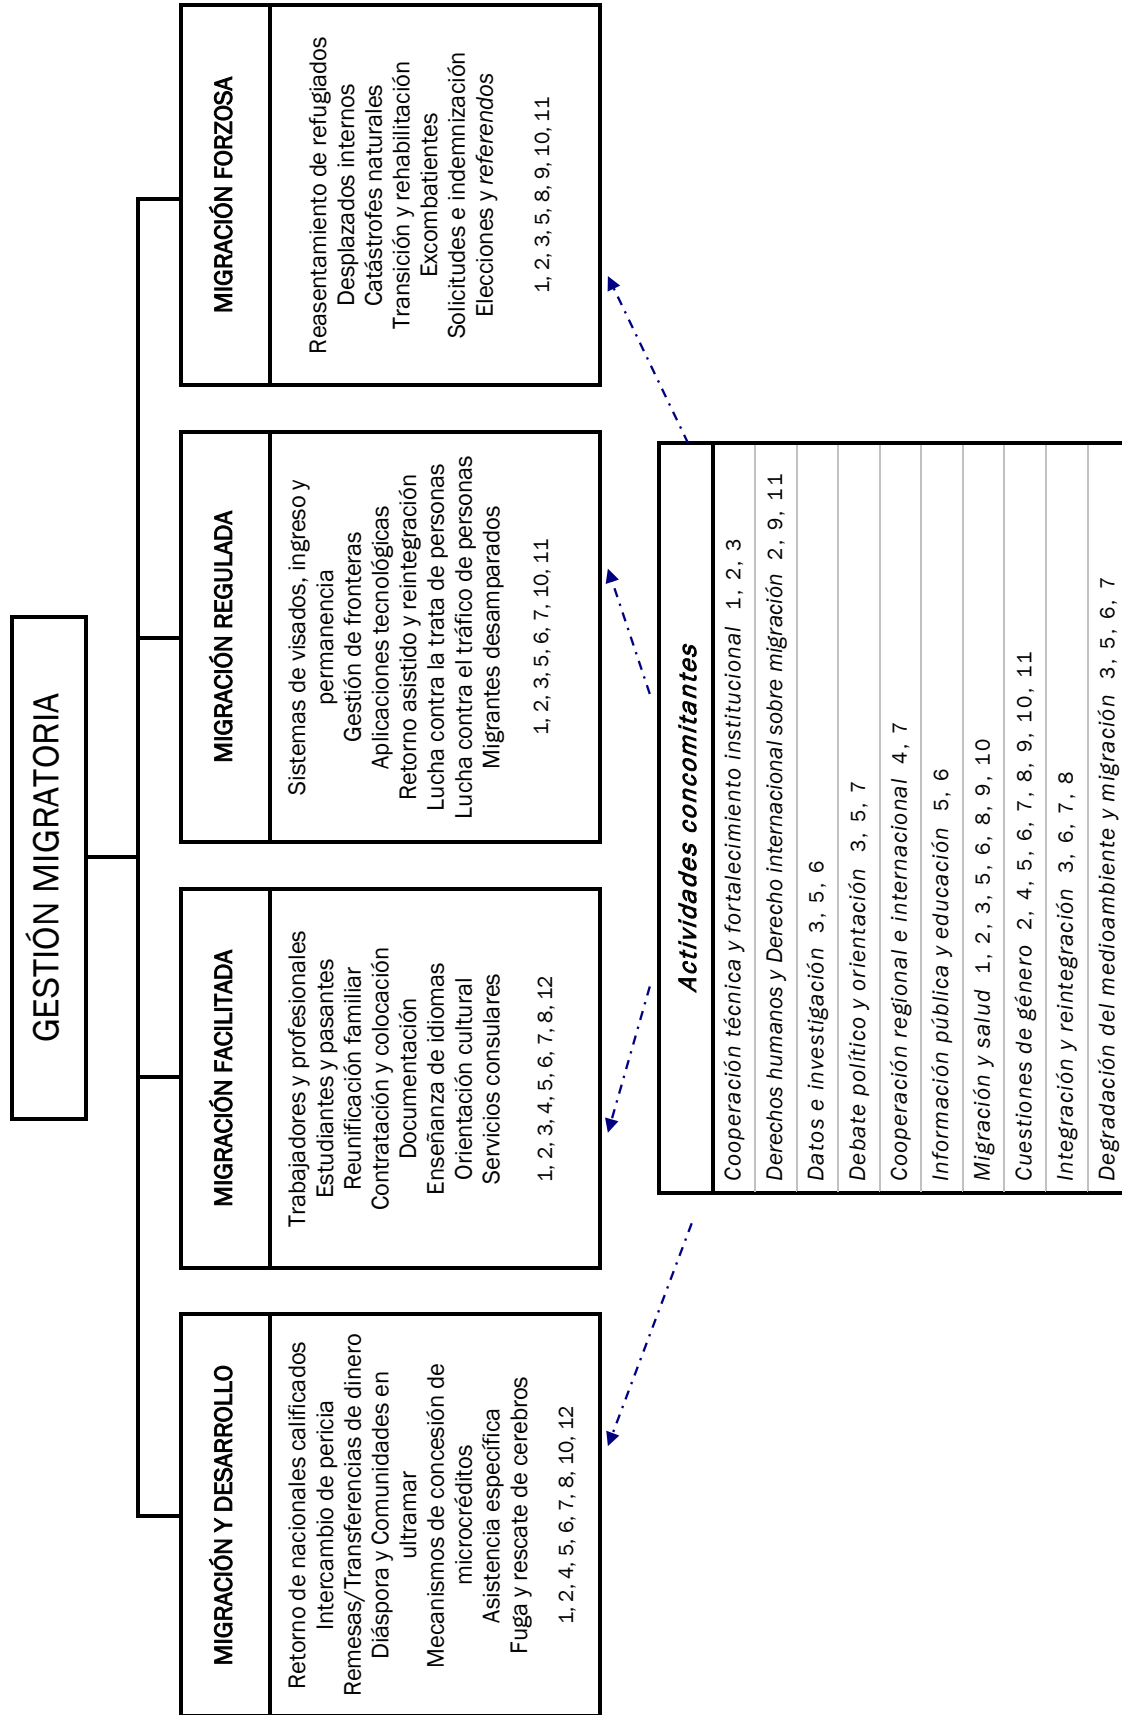 GESTIÓN MIGRATORIA
MIGRACIÓN Y DESARROLLO
Retorno de nacionales calificados
Intercambio de pericia
Remesas/Transferencias de dinero
Diáspora y Comunidades en
ultramar
Mecanismos de concesión de
microcréditos
Asistencia específica
Fuga y rescate de cerebros
1, 2, 4, 5, 6, 7, 8, 10, 12
MIGRACIÓN FACILITADA
Trabajadores y profesionales
Estudiantes y pasantes
Reunificación familiar
Contratación y colocación
Documentación
Enseñanza de idiomas
Orientación cultural
Servicios consulares
1, 2, 3, 4, 5, 6, 7, 8, 12
MIGRACIÓN REGULADA
Sistemas de visados, ingreso y
permanencia
Gestión de fronteras
Aplicaciones tecnológicas
Retorno asistido y reintegración
Lucha contra la trata de personas
Lucha contra el tráfico de personas
Migrantes desamparados
1, 2, 3, 5, 6, 7, 10, 11
MIGRACIÓN FORZOSA
Reasentamiento de refugiados
Desplazados internos
Catástrofes naturales
Transición y rehabilitación
Excombatientes
Solicitudes e indemnización
Elecciones y referendos
1, 2, 3, 5, 8, 9, 10, 11
Actividades concomitantes
Cooperación técnica y fortalecimiento institucional 1, 2, 3
Derechos humanos y Derecho internacional sobre migración 2, 9, 11
Datos e investigación 3, 5, 6
Debate político y orientación 3, 5, 7
Cooperación regional e internacional 4, 7
Información pública y educación 5, 6
Migración y salud 1, 2, 3, 5, 6, 8, 9, 10
Cuestiones de género 2, 4, 5, 6, 7, 8, 9, 10, 11
Integración y reintegración 3, 6, 7, 8
Degradación del medioambiente y migración 3, 5, 6, 7